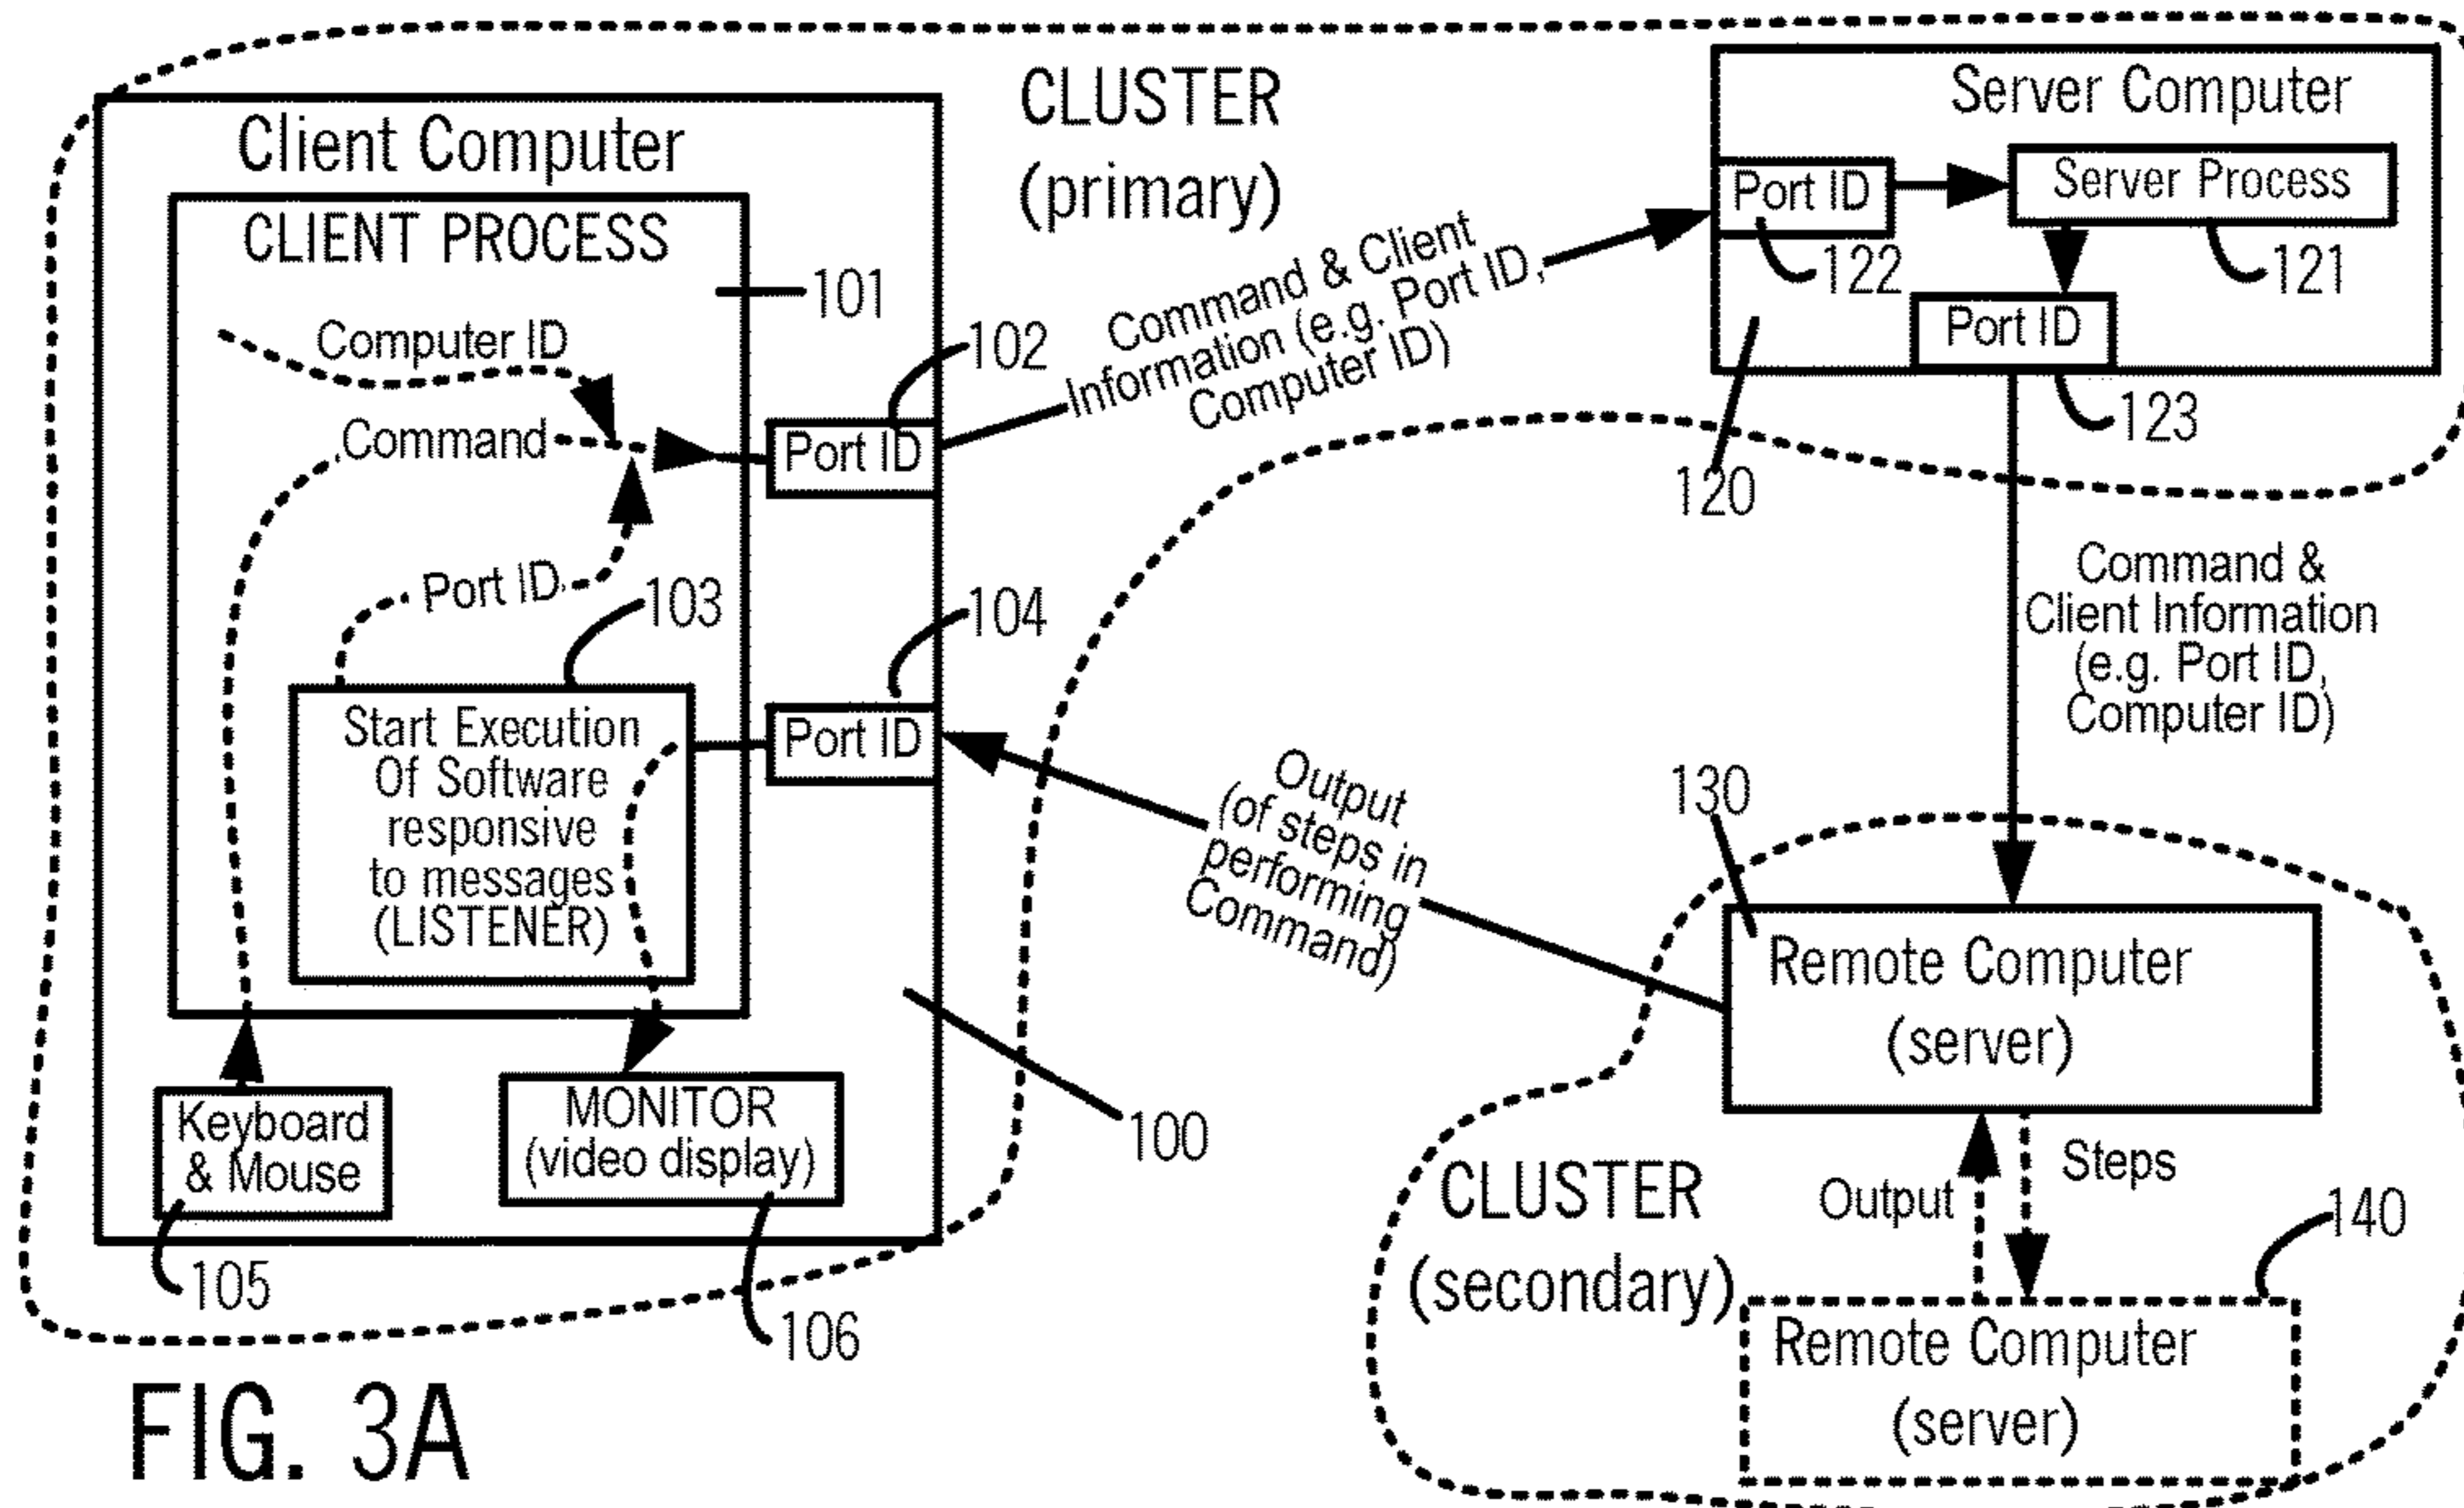 CLUSTER
(primary)
Client Computer
CLIENT PROCESS
101
Computer ID
Command
Port ID
102
Port ID
103
104
Start Execution
Of Software
responsive
to messages
(LISTENER)
Port ID
Keyboard
& Mouse
105
MONITOR
(video display)
106
100
Command & Client
Information (e.g. Port ID,
Computer ID)
Server Computer
Port ID
Server Process
122
121
Port ID
123
120
Command &
Client Information
(e.g. Port ID,
Computer ID)
Output
(of steps in
performing
Command)
130
Remote Computer
(server)
Output
Steps
140
CLUSTER
(secondary)
Remote Computer
(server)
FIG. 3A